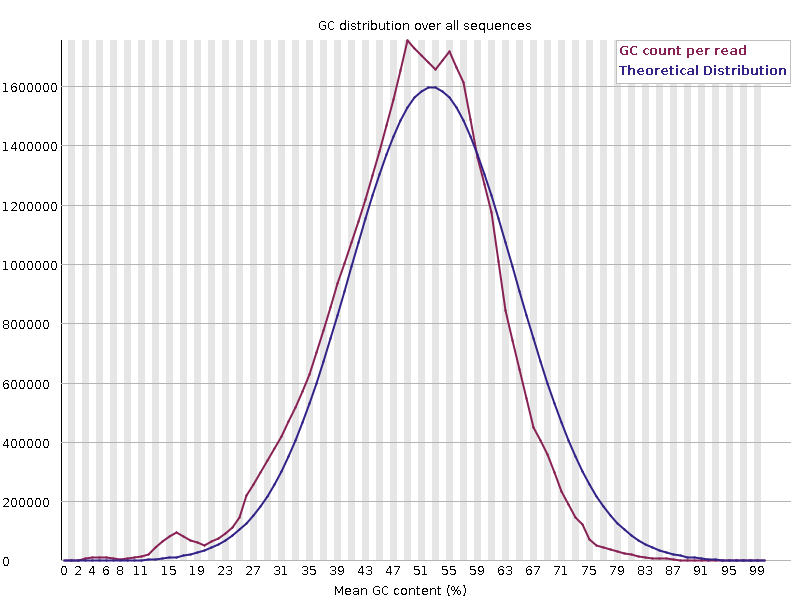 GC distribution over all sequences
GC count per read
Theoretical Distribution
1600000
1400000
1200000
1000000
800000
600000
400000
200000
0
0 2 4 6 8 11 15 19 23 27 31 35 39 43 47 51 55 59 63 67 71 75 79 83 87 91 95 99
Mean GC content (%)